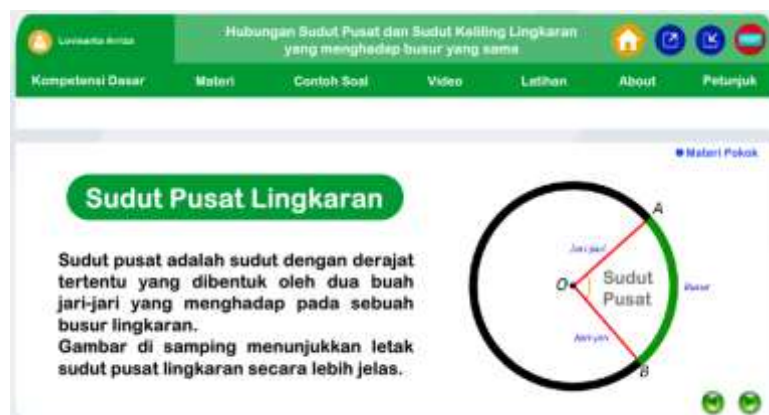 Hubungan Sudut Pusat dan Sudut Keliling Lingkaran
yang menghadap busur yang sama
Kompetensi Dasar
Materi
Contoh Soal
Video
Latihan
About
Petunjuk
Materi Pokok
Sudut Pusat Lingkaran
Sudut pusat adalah sudut dengan derajat
tertentu yang dibentuk oleh dua buah
jari-jari yang menghadap pada sebuah
busur lingkaran.
Gambar di samping menunjukkan letak
sudut pusat lingkaran secara lebih jelas.
A
Jari-jari
O
Sudut
Pusat
Busur
Jari-jari
B